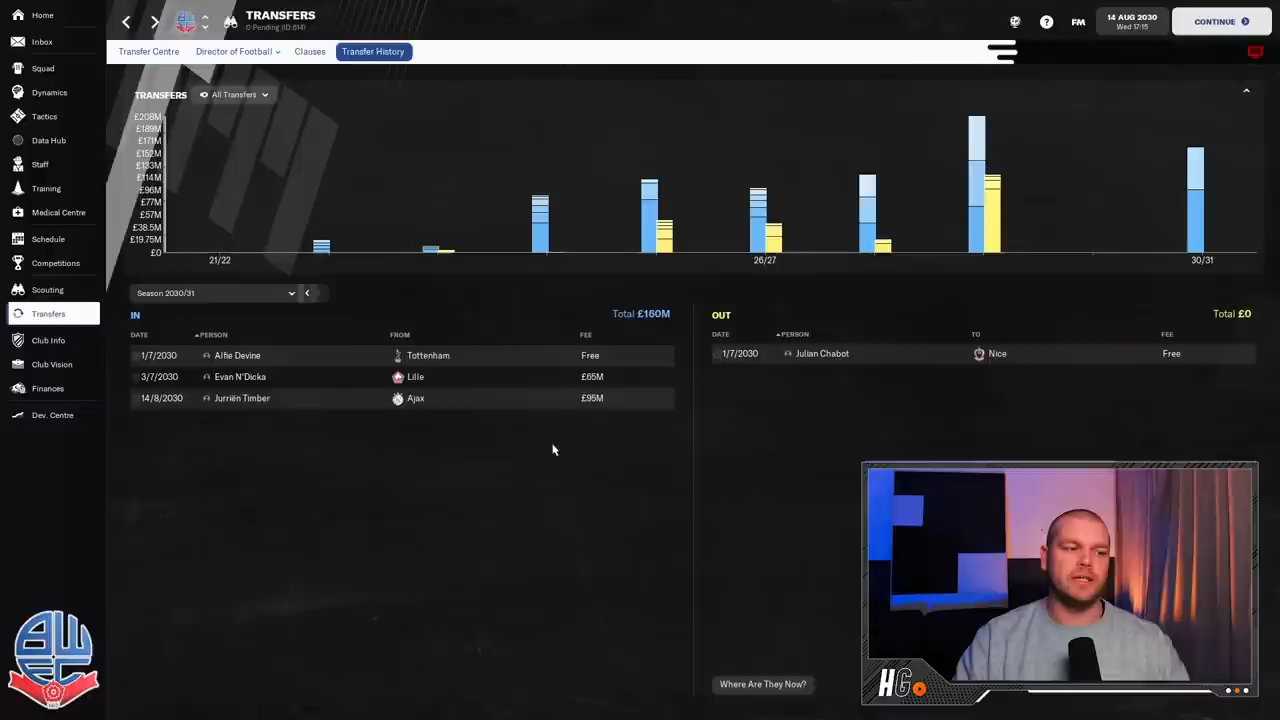 Home
Inbox
Squad
Dynamics
Tactics
Data Hub
Staff
Training
Medical Centre
Schedule
Competitions
Scouting
Transfers
Club Info
Club Vision
Finances
Dev. Centre
TRANSFERS
0 Pending (ID:614)
FM
14 AUG 2030
Wed 17:15
CONTINUE
Transfer Centre
Director of Football
Clauses
Transfer History
TRANSFERS
All Transfers
£208M
£189M
£171M
£152M
£133M
£114M
£96M
£77M
£57M
£38.5M
£19.75M
£0
21/22
26/27
30/31
Season 2030/31
IN
Total £160M
DATE PERSON FROM FEE
1/7/2030 Alfie Devine Tottenham Free
3/7/2030 Evan N'Dicka Lille £65M
14/8/2030 Jurriën Timber Ajax £95M
OUT
Total £0
DATE PERSON TO FEE
1/7/2030 Julian Chabot Nice Free
Where Are They Now?
HG